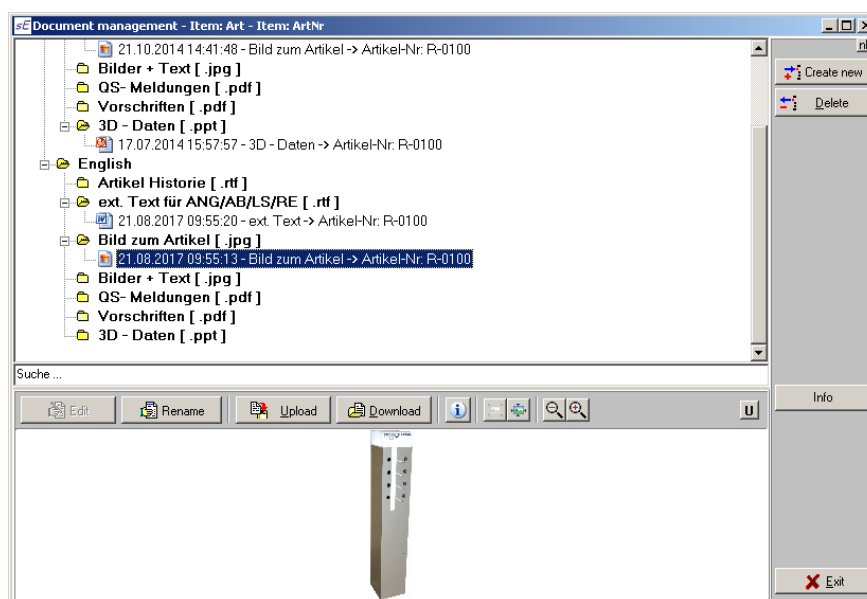 sE Document management - Item: Art - Item: ArtNr
21.10.2014 14:41:48 - Bild zum Artikel -> Artikel-Nr: R-0100
Bilder + Text [ .jpg ]
QS- Meldungen [ .pdf ]
Vorschriften [ .pdf ]
3D - Daten [ .ppt ]
17.07.2014 15:57:57 - 3D - Daten -> Artikel-Nr: R-0100
English
Artikel Historie [ .rtf ]
ext. Text für ANG/AB/LS/RE [ .rtf ]
21.08.2017 09:55:20 - ext. Text -> Artikel-Nr: R-0100
Bild zum Artikel [ .jpg ]
21.08.2017 09:55:13 - Bild zum Artikel -> Artikel-Nr: R-0100
Bilder + Text [ .jpg ]
QS- Meldungen [ .pdf ]
Vorschriften [ .pdf ]
3D - Daten [ .ppt ]
Suche ...
Edit Rename Upload Download U
Create new
Delete
Info
Exit